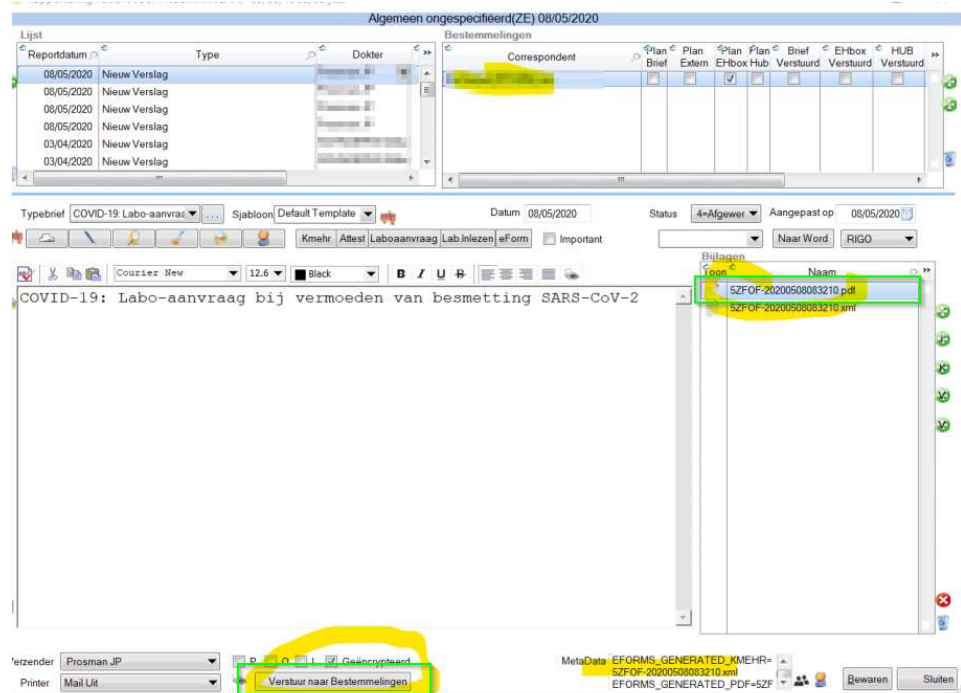 Algemeen ongespecifiëerd(ZE) 08/05/2020
Lijst
Reportdatum Type Dokter
08/05/2020 Nieuw Verslag
08/05/2020 Nieuw Verslag
08/05/2020 Nieuw Verslag
08/05/2020 Nieuw Verslag
03/04/2020 Nieuw Verslag
03/04/2020 Nieuw Verslag
Bestemmelingen
Correspondent Plan Brief Plan Extern Plan EHbox Plan Hub Brief Verstuurd EHbox Verstuurd HUB Verstuurd
Typebrief COVID-19: Labo-aanvraa ... Sjabloon Default Template Datum 08/05/2020 Status 4=Afgewer Aangepast op 08/05/2020
Kmehr Attest Laboaanvraag Lab.Inlezen eForm Important Naar Word RIGO
Courier New 12.6 Black B I U B
COVID-19: Labo-aanvraag bij vermoeden van besmetting SARS-CoV-2
Bijlagen
Toon Naam
5ZFOF-20200508083210.pdf
5ZFOF-20200508083210.xml
Verzender Prosman JP P O L Geëncrypteerd
Printer Mail Uit Verstuur naar Bestemmelingen
MetaData EFORMS_GENERATED_KMEHR=
5ZFOF-20200508083210.xml
EFORMS_GENERATED_PDF=5ZF
Bewaren Sluiten